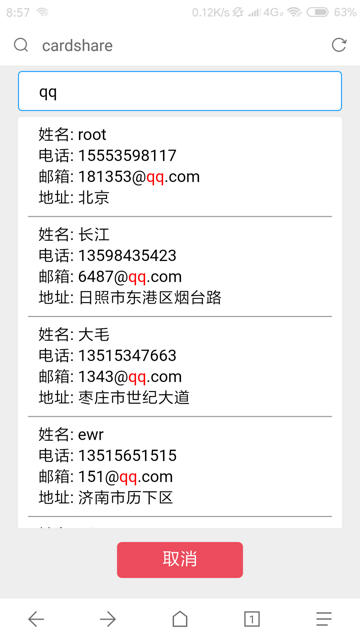 8:57 0.12K/s 4G 63%
cardshare
qq
姓名: root
电话: 15553598117
邮箱: 181353@qq.com
地址: 北京
姓名: 长江
电话: 13598435423
邮箱: 6487@qq.com
地址: 日照市东港区烟台路
姓名: 大毛
电话: 13515347663
邮箱: 1343@qq.com
地址: 枣庄市世纪大道
姓名: ewr
电话: 13515651515
邮箱: 151@qq.com
地址: 济南市历下区
取消
1